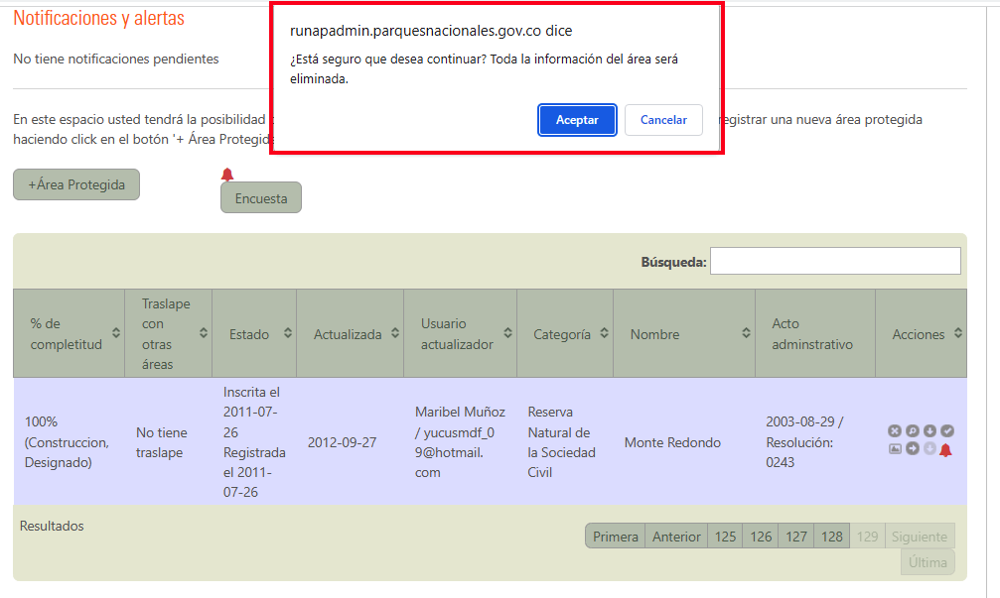 Notificaciones y alertas
No tiene notificaciones pendientes
runapadmin.parquesnacionales.gov.co dice
¿Está seguro que desea continuar? Toda la información del área será
eliminada.
Aceptar
Cancelar
En este espacio usted tendrá la posibilidad
egistrar una nueva área protegida
haciendo click en el botón '+ Área Protegida
+Área Protegida
Encuesta
Búsqueda:
% de
completitud
Traslape
con
otras
áreas
Estado
Actualizada
Usuario
actualizador
Categoría
Nombre
Acto
adminstrativo
Acciones
100%
(Construccion,
Designado)
No tiene
traslape
Inscrita el
2011-07-
26
Registrada
el 2011-
07-26
2012-09-27
Maribel Muñoz
/ yucusmdf_0
9@hotmail.
com
Reserva
Natural de
la Sociedad
Civil
Monte Redondo
2003-08-29 /
Resolución:
0243
Resultados
Primera Anterior 125 126 127 128 129 Siguiente
Última